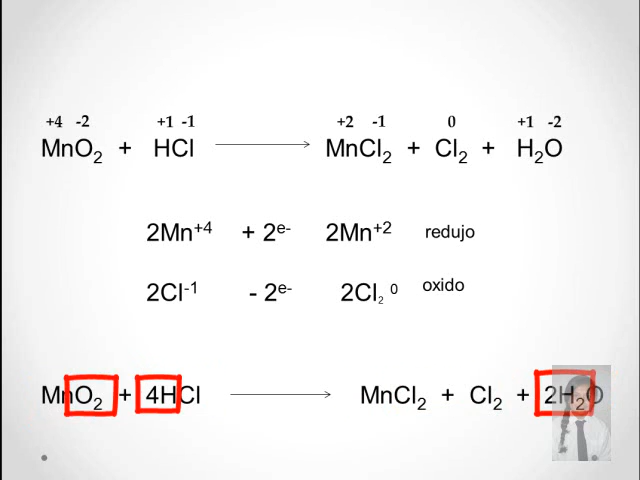 +4 -2 +1 -1 +2 -1 0 +1 -2
MnO₂ + HCl MnCl₂ + Cl₂ + H₂O
2Mn⁺⁴ + 2ᵉ⁻ 2Mn⁺² redujo
2Cl⁻¹ - 2ᵉ⁻ 2Cl₂ ⁰ oxido
MnO₂ + 4HCl MnCl₂ + Cl₂ + 2H₂O